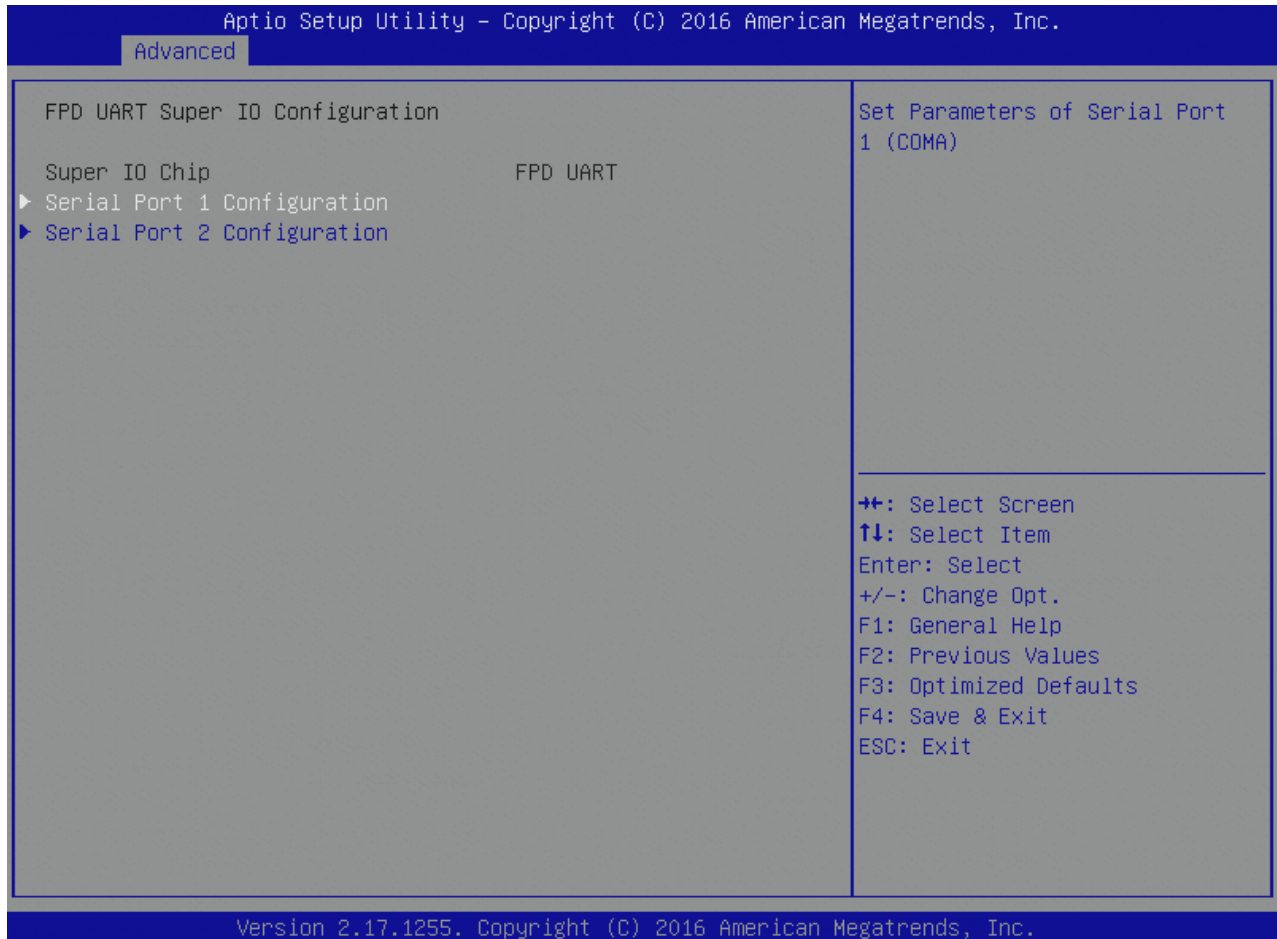 Aptio Setup Utility – Copyright (C) 2016 American Megatrends, Inc.
Advanced
FPD UART Super IO Configuration
Super IO Chip FPD UART
▶ Serial Port 1 Configuration
▶ Serial Port 2 Configuration
Set Parameters of Serial Port
1 (COMA)
→←: Select Screen
↑↓: Select Item
Enter: Select
+/-: Change Opt.
F1: General Help
F2: Previous Values
F3: Optimized Defaults
F4: Save & Exit
ESC: Exit
Version 2.17.1255. Copyright (C) 2016 American Megatrends, Inc.